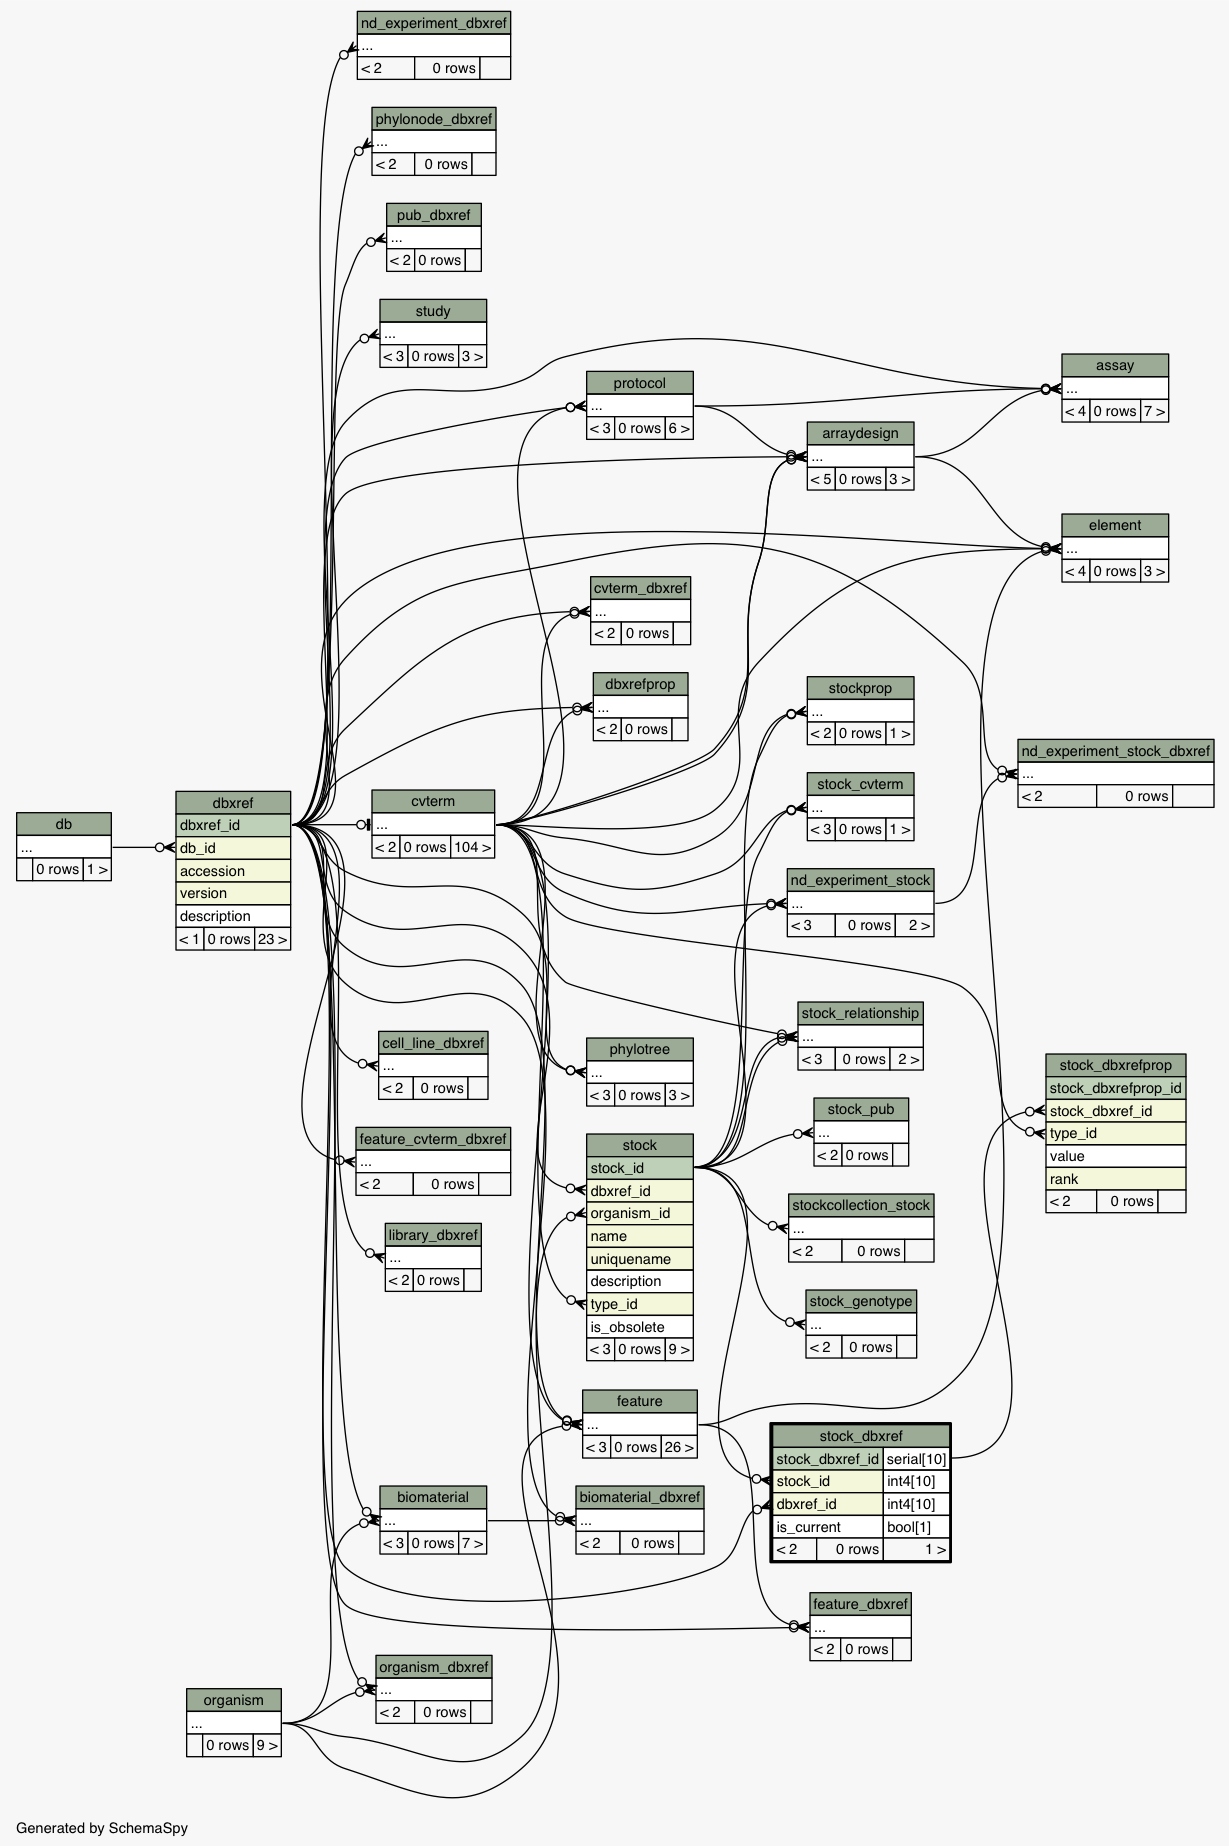 nd_experiment_dbxref
...
< 2 0 rows
phylonode_dbxref
...
< 2 0 rows
pub_dbxref
...
< 2 0 rows
study
...
< 3 0 rows 3 >
protocol
...
< 3 0 rows 6 >
assay
...
< 4 0 rows 7 >
arraydesign
...
< 5 0 rows 3 >
element
...
< 4 0 rows 3 >
cvterm_dbxref
...
< 2 0 rows
dbxrefprop
...
< 2 0 rows
stockprop
...
< 2 0 rows 1 >
nd_experiment_stock_dbxref
...
< 2 0 rows
stock_cvterm
...
< 3 0 rows 1 >
db
...
0 rows 1 >
dbxref
dbxref_id
db_id
accession
version
description
< 1 0 rows 23 >
cvterm
...
< 2 0 rows 104 >
nd_experiment_stock
...
< 3 0 rows 2 >
stock_relationship
...
< 3 0 rows 2 >
cell_line_dbxref
...
< 2 0 rows
phylotree
...
< 3 0 rows 3 >
stock_dbxrefprop
stock_dbxrefprop_id
stock_dbxref_id
type_id
value
rank
< 2 0 rows
stock_pub
...
< 2 0 rows
feature_cvterm_dbxref
...
< 2 0 rows
stock
stock_id
dbxref_id
organism_id
name
uniquename
description
type_id
is_obsolete
< 3 0 rows 9 >
stockcollection_stock
...
< 2 0 rows
library_dbxref
...
< 2 0 rows
stock_genotype
...
< 2 0 rows
feature
...
< 3 0 rows 26 >
stock_dbxref
stock_dbxref_id serial[10]
stock_id int4[10]
dbxref_id int4[10]
is_current bool[1]
< 2 0 rows 1 >
biomaterial
...
< 3 0 rows 7 >
biomaterial_dbxref
...
< 2 0 rows
feature_dbxref
...
< 2 0 rows
organism_dbxref
...
< 2 0 rows
organism
...
0 rows 9 >
Generated by SchemaSpy